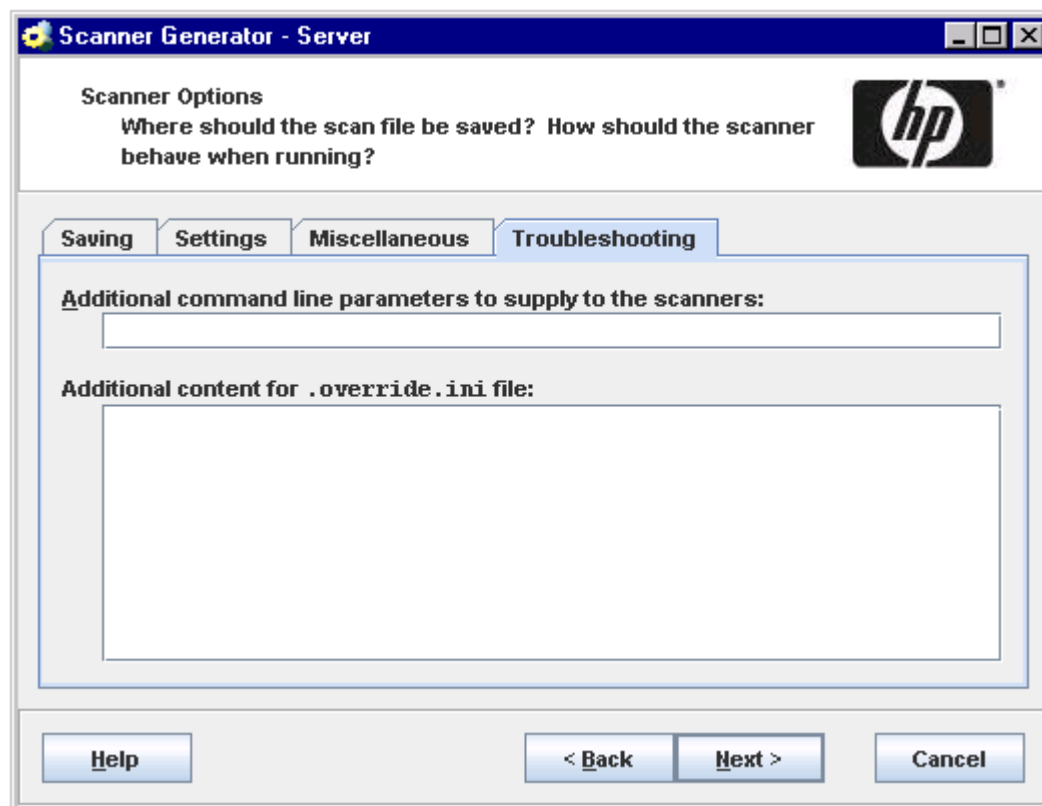 Scanner Generator - Server
Scanner Options
Where should the scan file be saved? How should the scanner
behave when running?
hp
Saving
Settings
Miscellaneous
Troubleshooting
Additional command line parameters to supply to the scanners:
Additional content for .override.ini file:
Help
< Back
Next >
Cancel